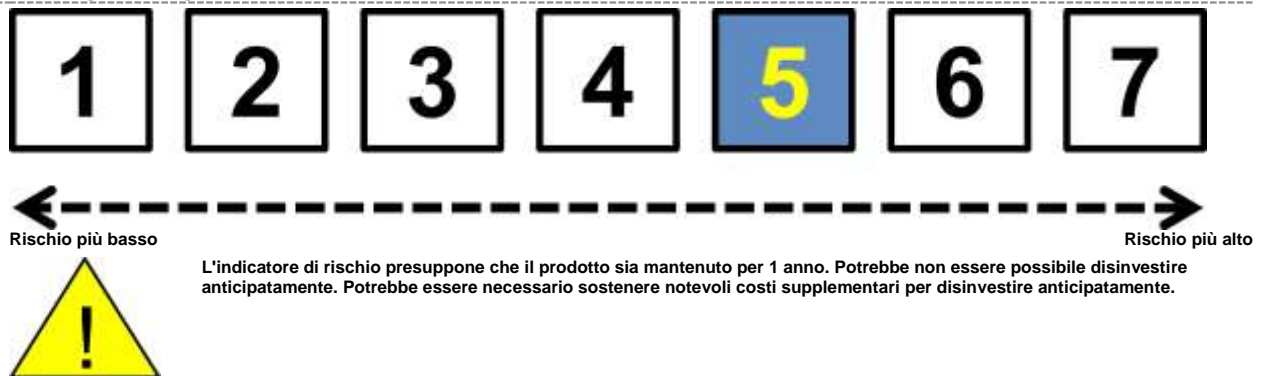 1 2 3 4 5 6 7
Rischio più basso Rischio più alto
L'indicatore di rischio presuppone che il prodotto sia mantenuto per 1 anno. Potrebbe non essere possibile disinvestire
anticipatamente. Potrebbe essere necessario sostenere notevoli costi supplementari per disinvestire anticipatamente.
!